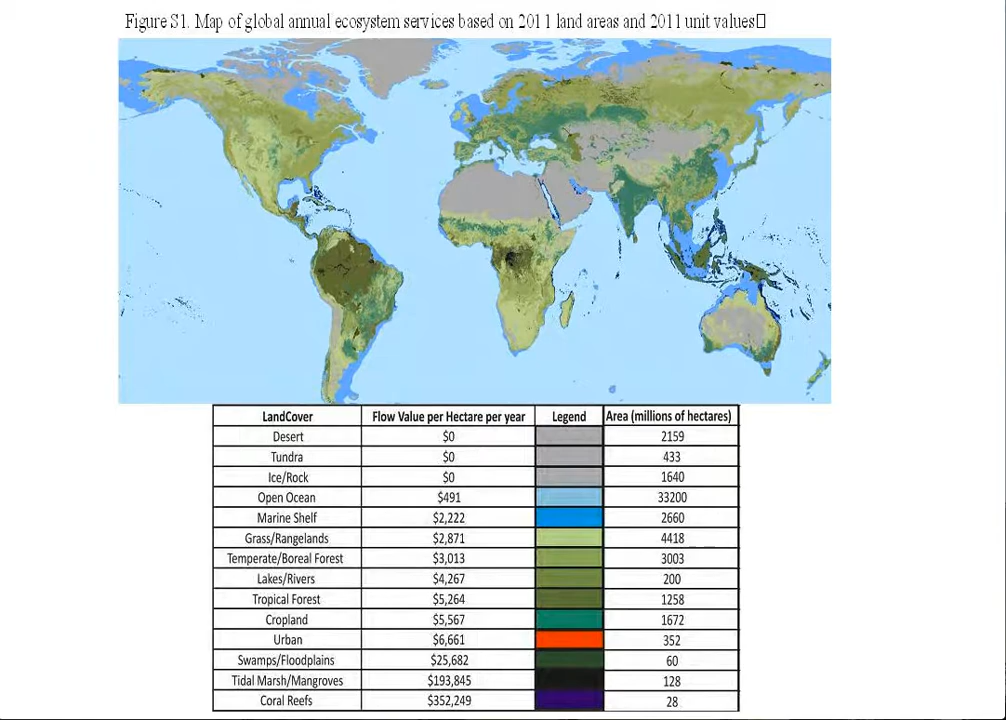 Figure S1. Map of global annual ecosystem services based on 2011 land areas and 2011 unit values
LandCover Flow Value per Hectare per year Legend Area (millions of hectares)
Desert $0 2159
Tundra $0 433
Ice/Rock $0 1640
Open Ocean $491 33200
Marine Shelf $2,222 2660
Grass/Rangelands $2,871 4418
Temperate/Boreal Forest $3,013 3003
Lakes/Rivers $4,267 200
Tropical Forest $5,264 1258
Cropland $5,567 1672
Urban $6,661 352
Swamps/Floodplains $25,682 60
Tidal Marsh/Mangroves $193,845 128
Coral Reefs $352,249 28